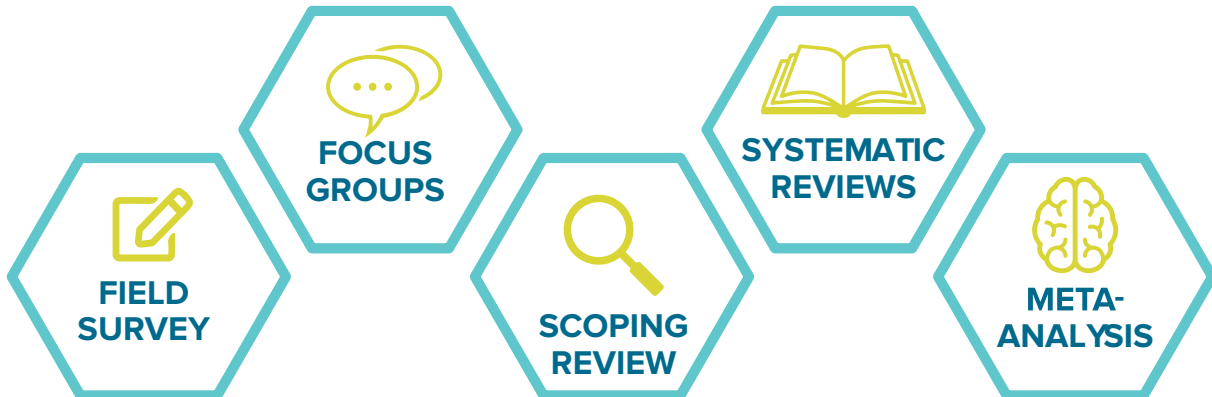 FIELD
SURVEY
FOCUS
GROUPS
SCOPING
REVIEW
SYSTEMATIC
REVIEWS
META-
ANALYSIS